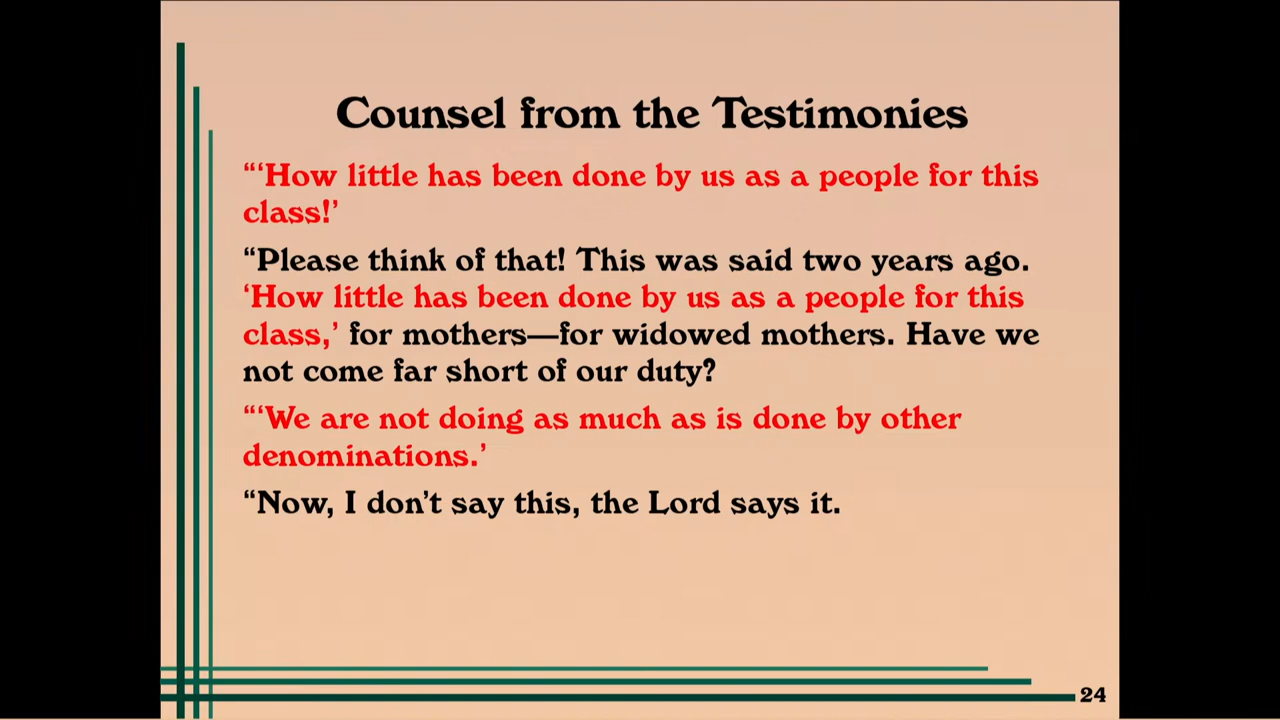 Counsel from the Testimonies
“‘How little has been done by us as a people for this
class!’
“Please think of that! This was said two years ago.
‘How little has been done by us as a people for this
class,’ for mothers—for widowed mothers. Have we
not come far short of our duty?
“‘We are not doing as much as is done by other
denominations.’
“Now, I don’t say this, the Lord says it.
24